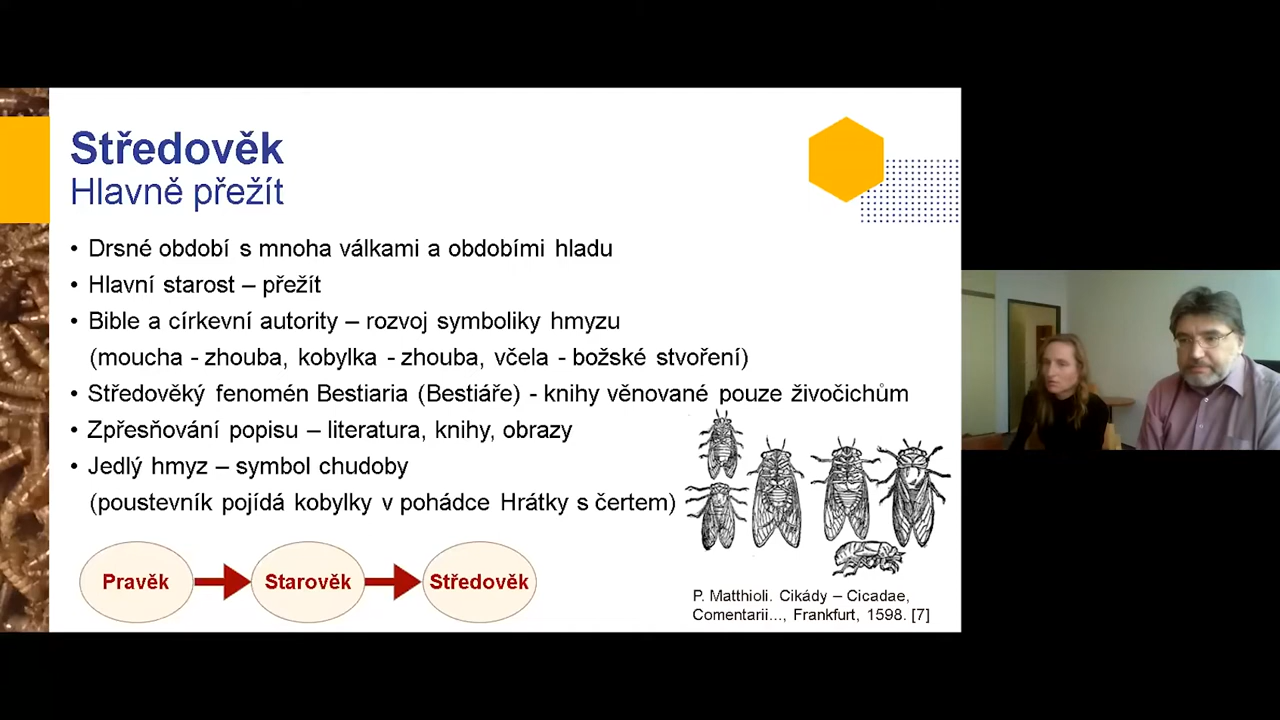 Středověk
Hlavně přežít
• Drsné období s mnoha válkami a obdobími hladu
• Hlavní starost – přežít
• Bible a církevní autority – rozvoj symboliky hmyzu
(moucha - zhouba, kobylka - zhouba, včela - božské stvoření)
• Středověký fenomén Bestiaria (Bestiáře) - knihy věnované pouze živočichům
• Zpřesňování popisu – literatura, knihy, obrazy
• Jedlý hmyz – symbol chudoby
(poustevník pojídá kobylky v pohádce Hrátky s čertem)
Pravěk
Starověk
Středověk
P. Matthioli. Cikády – Cicadae,
Comentarii..., Frankfurt, 1598. [7]